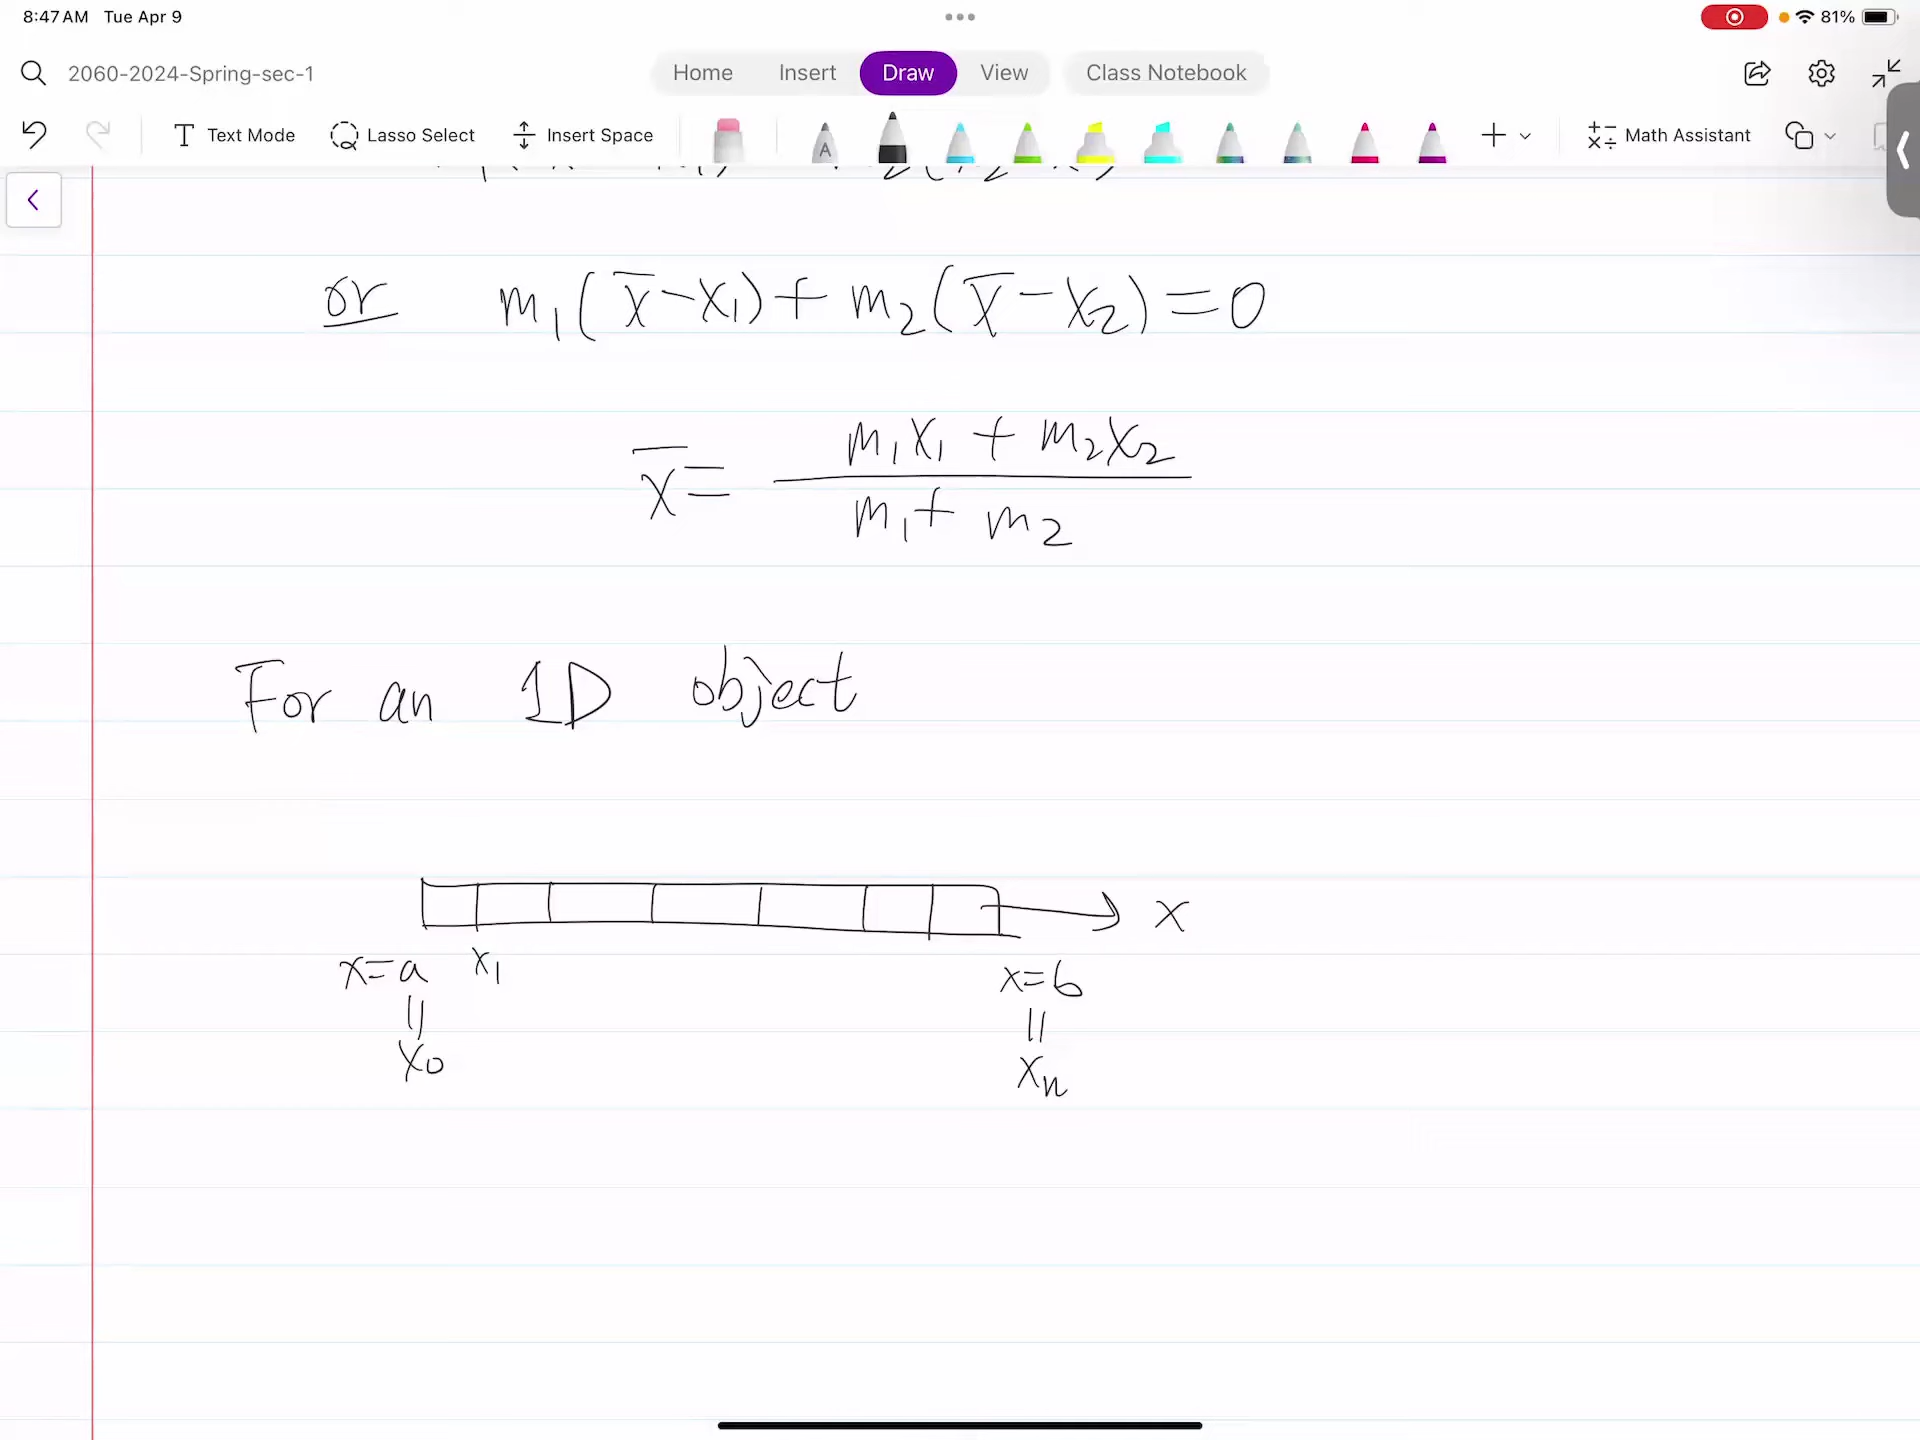 8:47 AM Tue Apr 9
81%
2060-2024-Spring-sec-1
Home Insert Draw View Class Notebook
T Text Mode Lasso Select Insert Space A Math Assistant
or m₁(x̄-x₁)+m₂(x̄-x₂)=0
x̄= (m₁x₁ + m₂x₂)/(m₁+ m₂)
For an 1D object
x
x=a x₁ x=b
||
||
x₀ xₙ